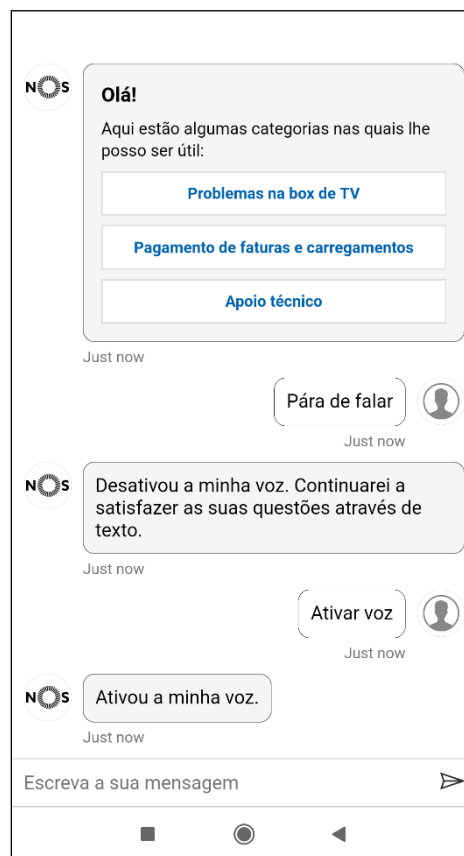 NOS
Olá!
Aqui estão algumas categorias nas quais lhe
posso ser útil:
Problemas na box de TV
Pagamento de faturas e carregamentos
Apoio técnico
Just now
Pára de falar
Just now
NOS
Desativou a minha voz. Continuarei a
satisfazer as suas questões através de
texto.
Just now
Ativar voz
Just now
NOS
Ativou a minha voz.
Just now
Escreva a sua mensagem